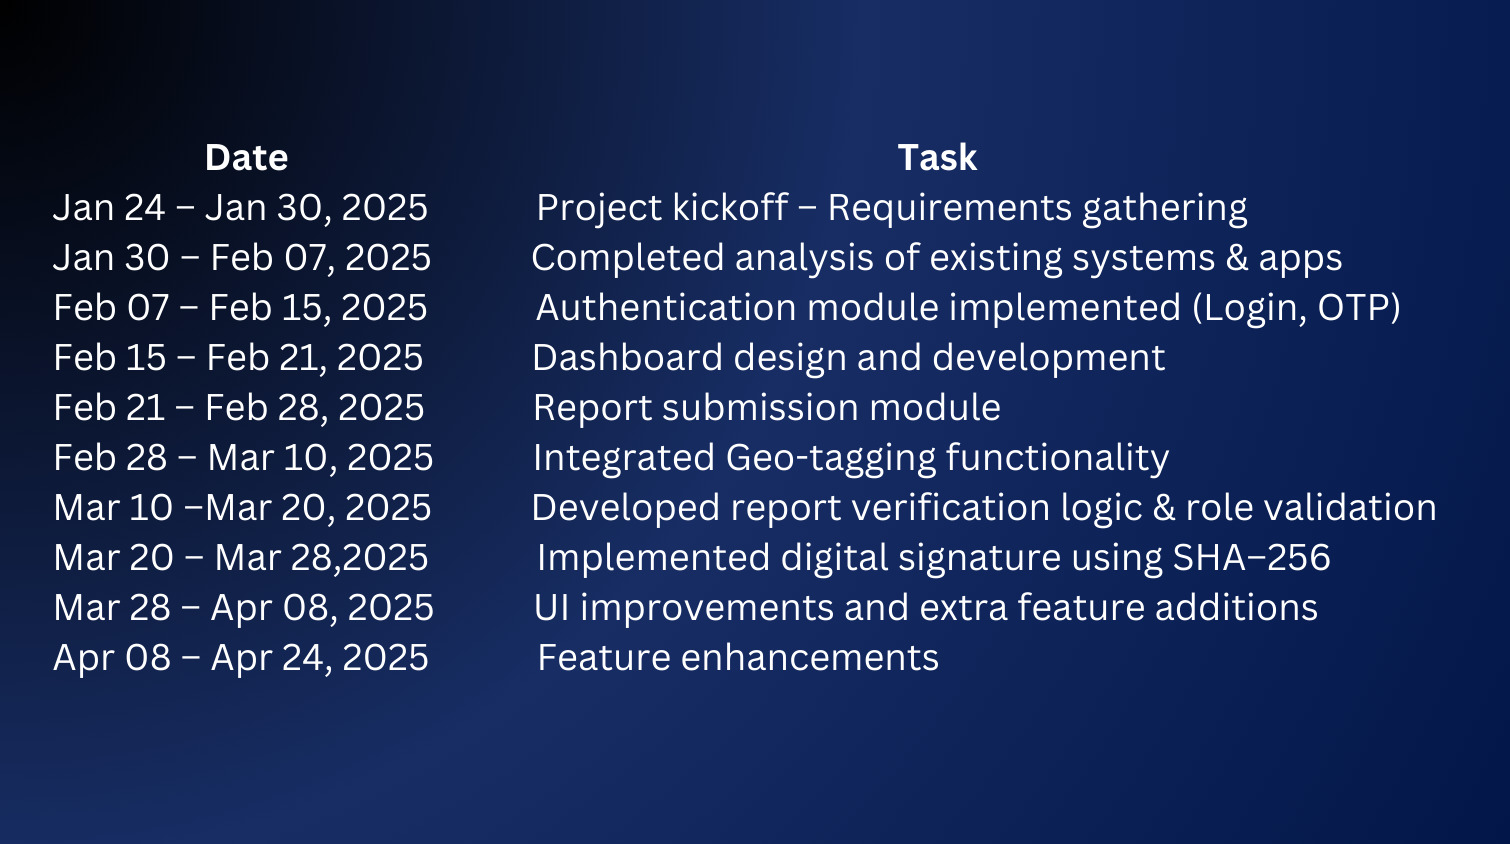 Date Task
Jan 24 – Jan 30, 2025 Project kickoff – Requirements gathering
Jan 30 – Feb 07, 2025 Completed analysis of existing systems & apps
Feb 07 – Feb 15, 2025 Authentication module implemented (Login, OTP)
Feb 15 – Feb 21, 2025 Dashboard design and development
Feb 21 – Feb 28, 2025 Report submission module
Feb 28 – Mar 10, 2025 Integrated Geo-tagging functionality
Mar 10 –Mar 20, 2025 Developed report verification logic & role validation
Mar 20 – Mar 28,2025 Implemented digital signature using SHA–256
Mar 28 – Apr 08, 2025 UI improvements and extra feature additions
Apr 08 – Apr 24, 2025 Feature enhancements